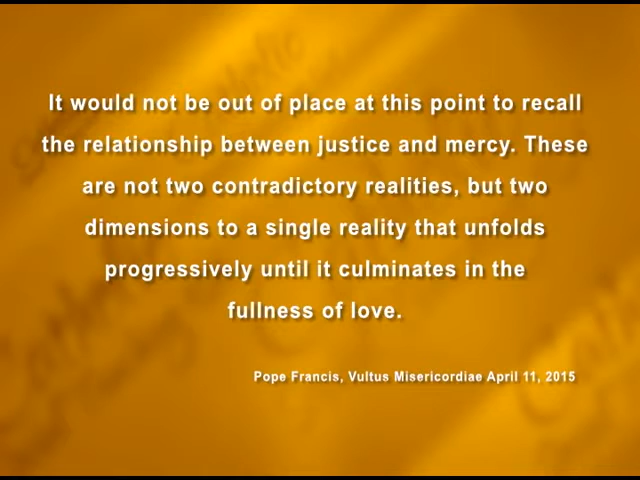 It would not be out of place at this point to recall
the relationship between justice and mercy. These
are not two contradictory realities, but two
dimensions to a single reality that unfolds
progressively until it culminates in the
fullness of love.
Pope Francis, Vultus Misericordiae April 11, 2015